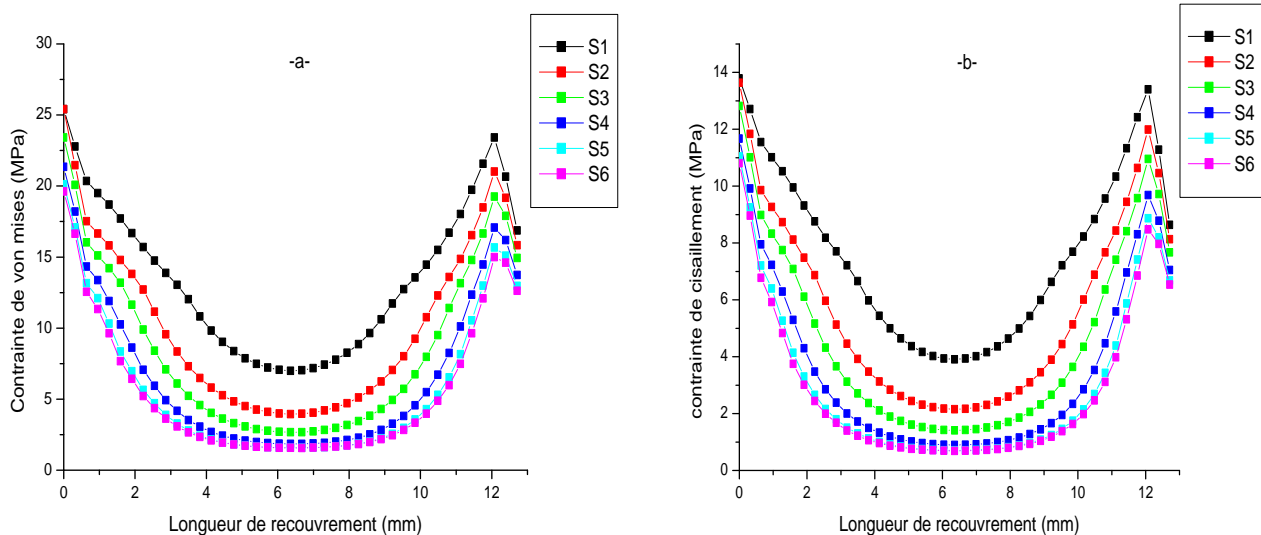 -a-
Contrainte de von mises (MPa)
30
25
20
15
10
5
0
0 2 4 6 8 10 12
Longueur de recouvrement (mm)
S1
S2
S3
S4
S5
S6
-b-
contrainte de cisaillement (MPa)
14
12
10
8
6
4
2
0
0 2 4 6 8 10 12
Longueur de recouvrement (mm)
S1
S2
S3
S4
S5
S6